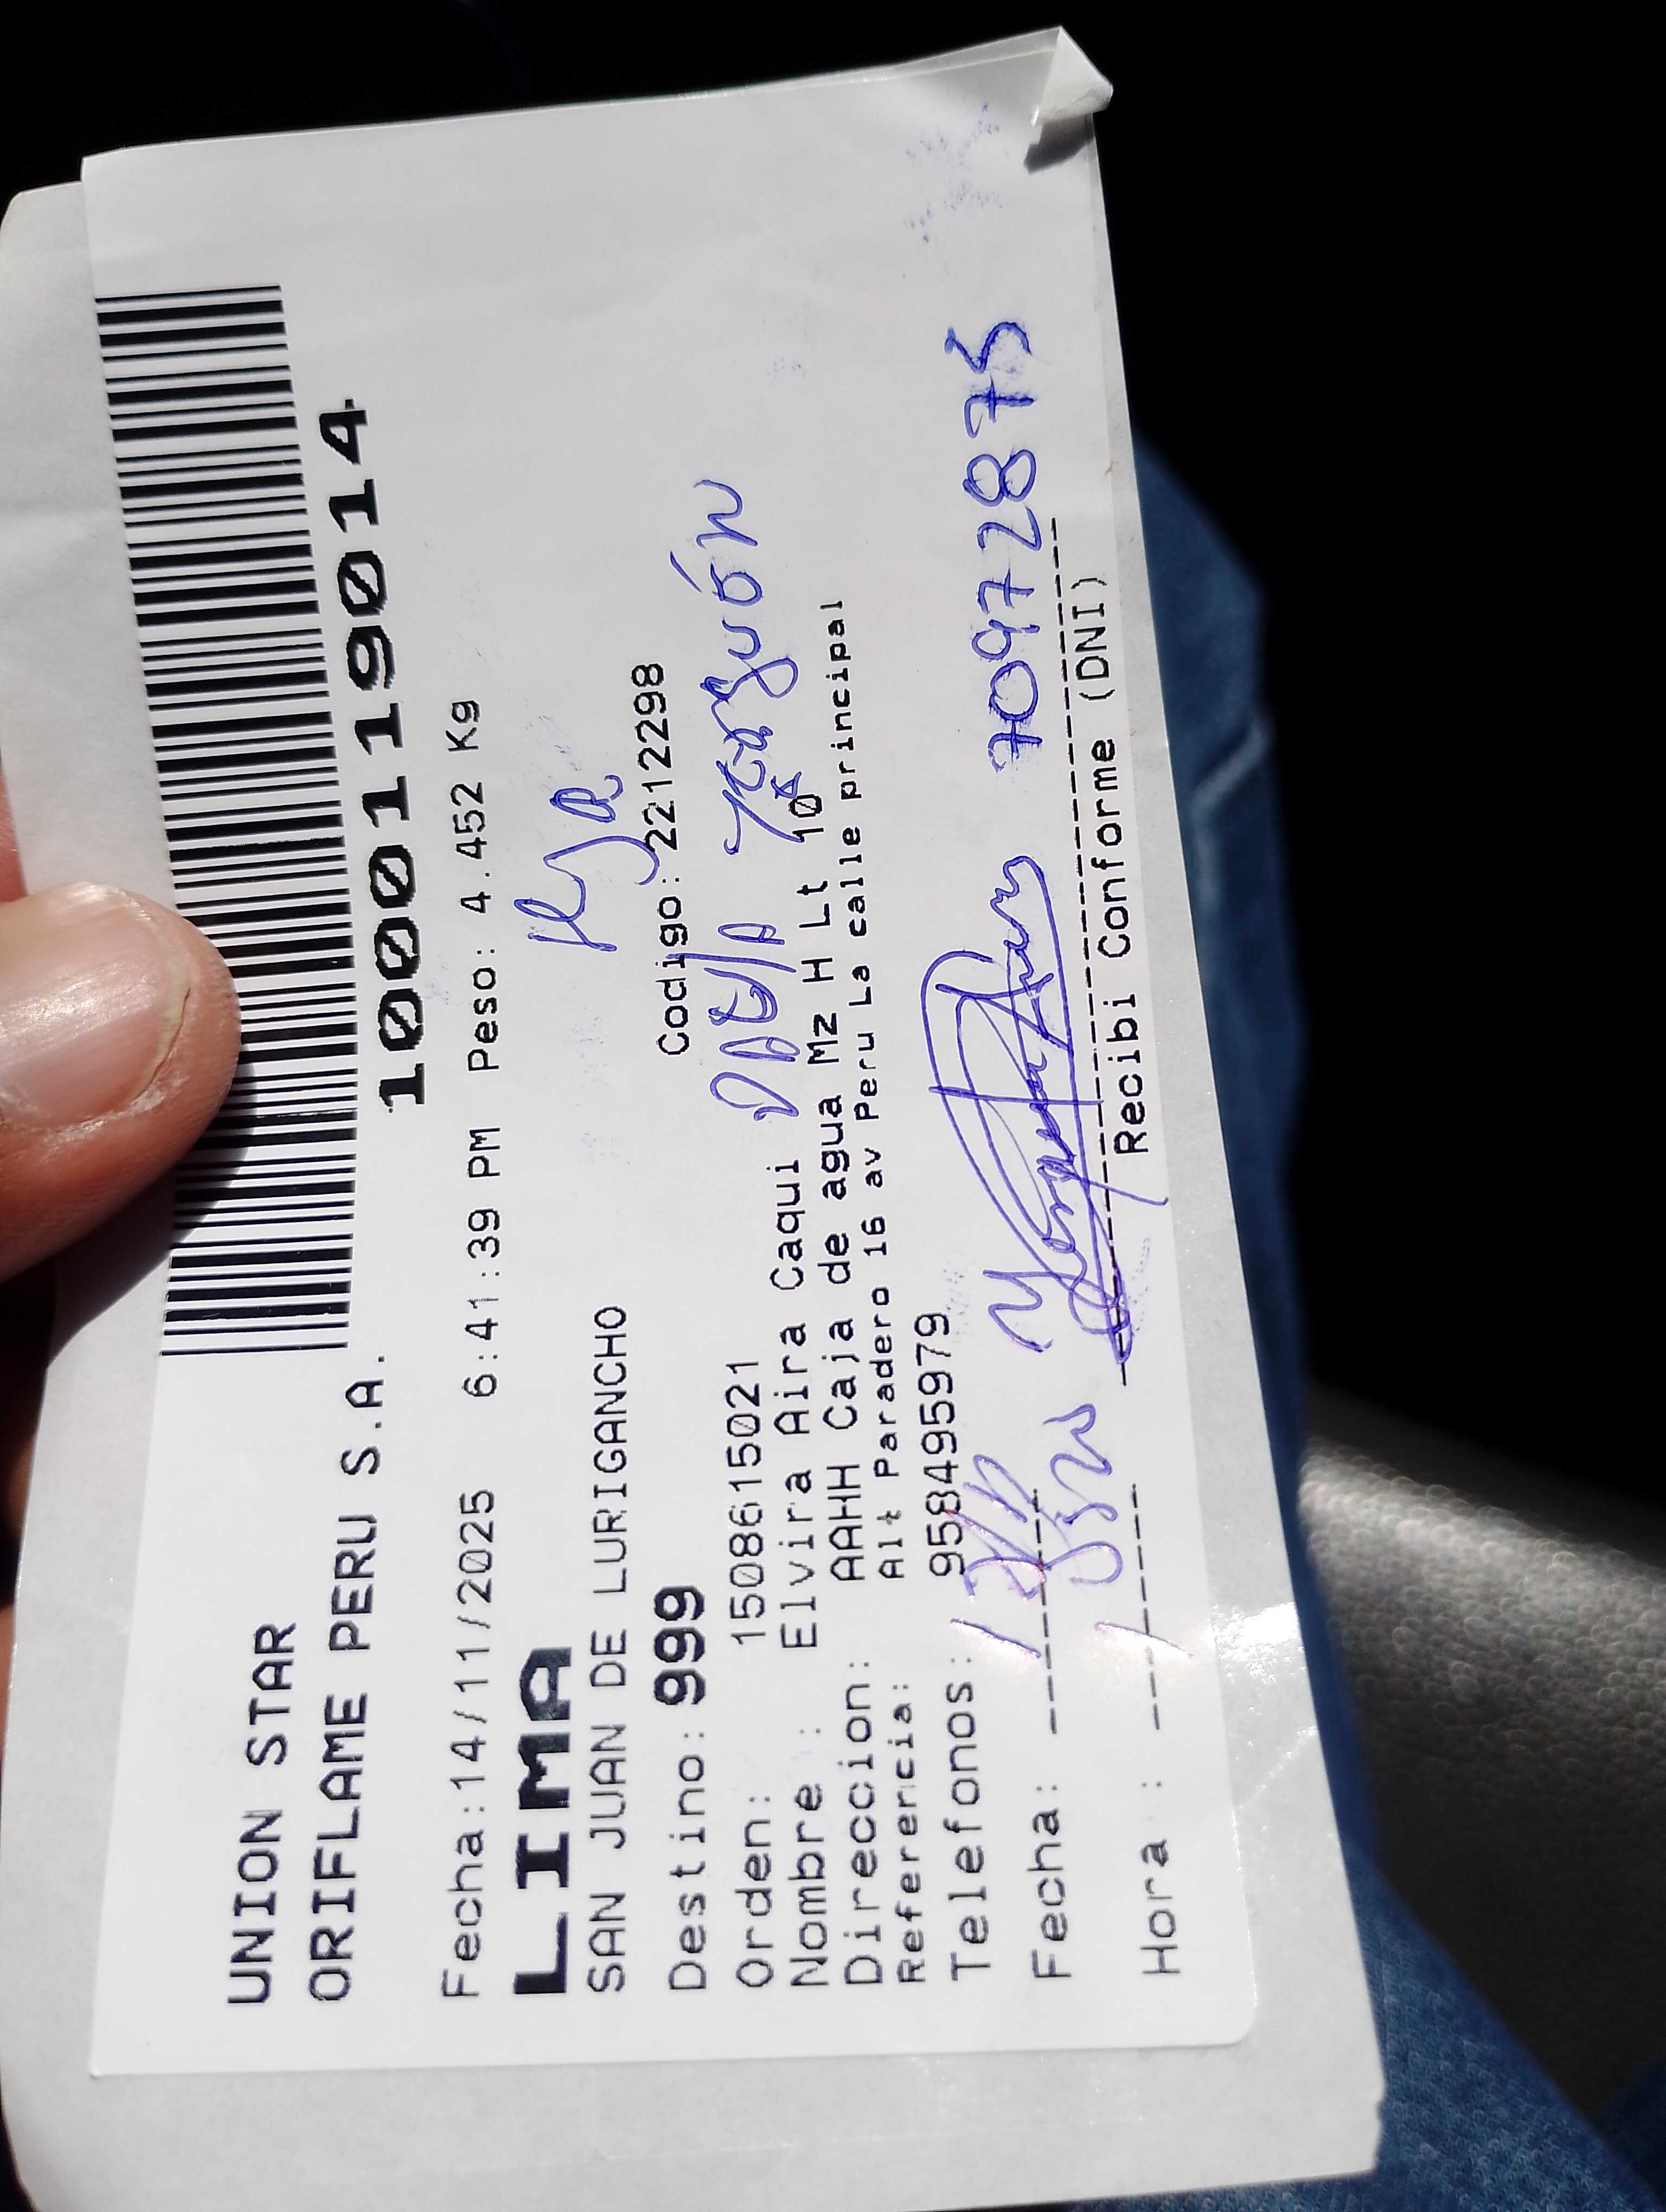 UNION STAR
ORIFLAME PERU S.A.
100119014
Fecha:14/11/2025 6:41:39 PM Peso: 4.452 Kg
LIMA
SAN JUAN DE LURIGANCHO
Destino: 999 Codigo: 2212298
Orden: 1508615021
Nombre : Elvira Aira Caqui
Direccion: AAHH Caja de agua Mz H Lt 10
Referencia: Alt Paradero 16 av Peru La calle principal
Telefonos: 958495979
70972875
Fecha:
Recibi Conforme (DNI)
Hora :